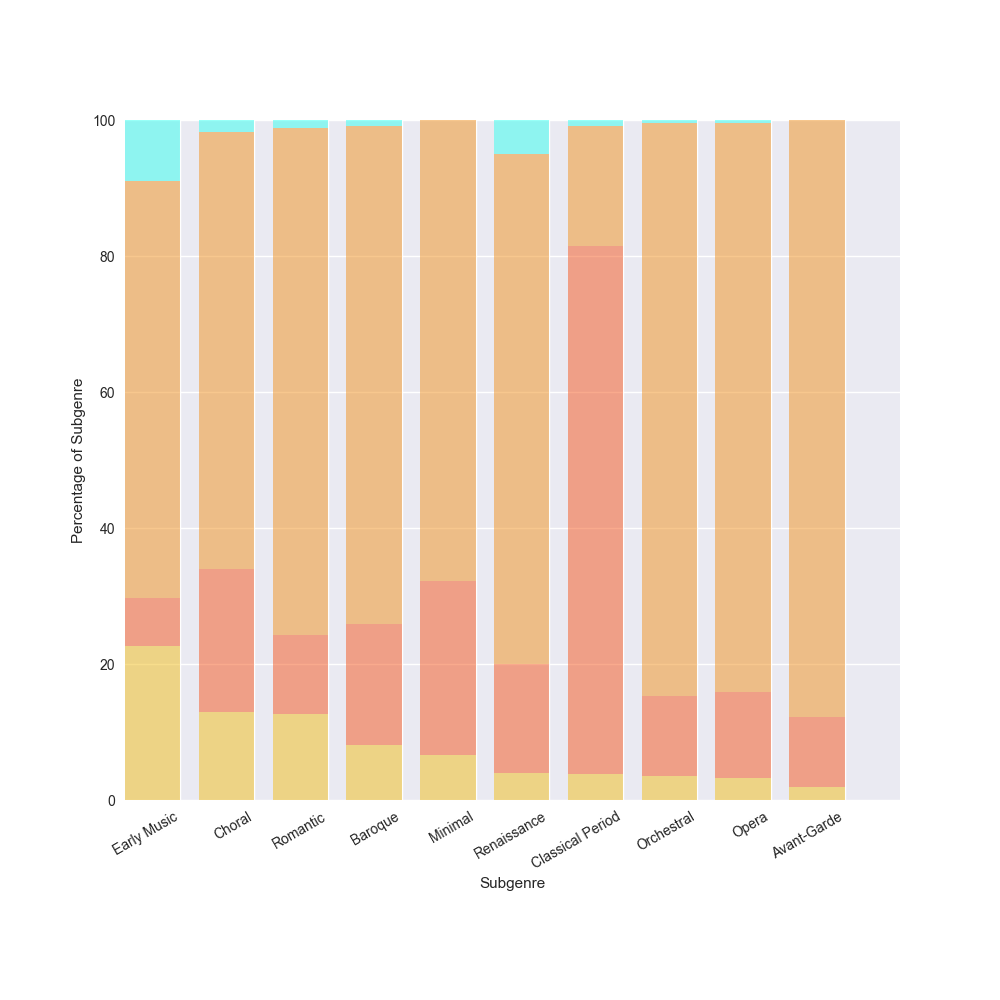 100
80
60
40
20
0
Percentage of Subgenre
Early Music
Choral
Romantic
Baroque
Minimal
Renaissance
Classical Period
Orchestral
Opera
Avant-Garde
Subgenre